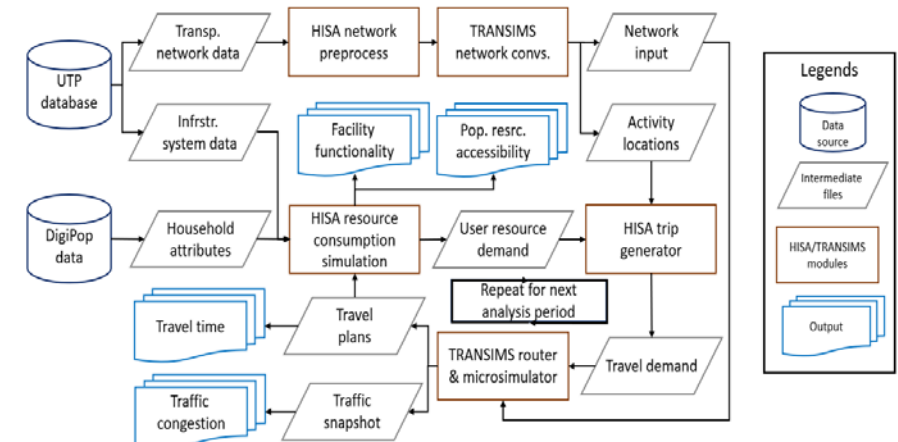 Transp.
network data
HISA network
preprocess
TRANSIMS
network convs.
Network
input
UTP
database
Infrstr.
system data
Facility
functionality
Pop. resrc.
accessibility
Activity
locations
DigiPop
data
Household
attributes
HISA resource
consumption
simulation
User resource
demand
HISA trip
generator
Repeat for next
analysis period
Travel time
Travel
plans
TRANSIMS router
& microsimulator
Travel demand
Traffic
congestion
Traffic
snapshot
Legends
Data
source
Intermediate
files
HISA/TRANSIMS
modules
Output